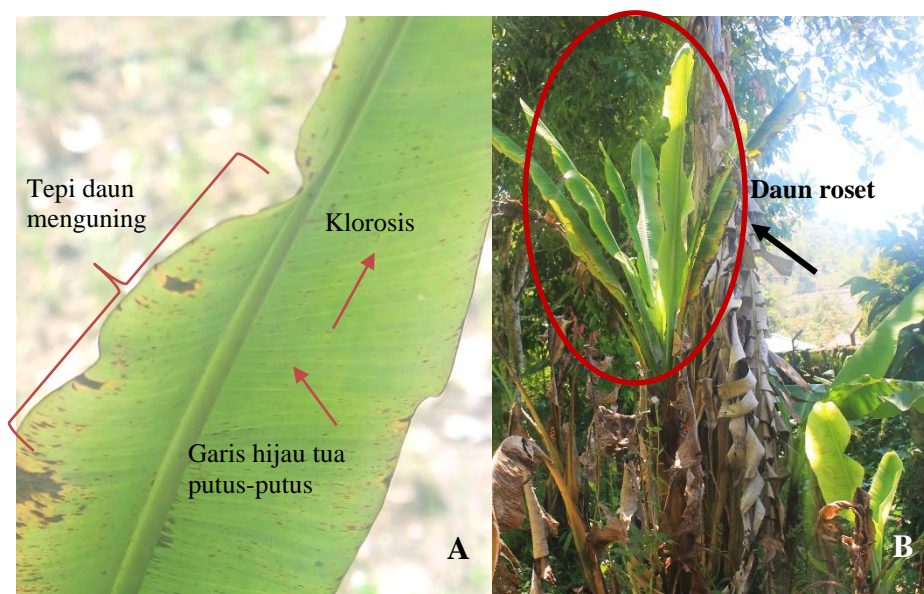 Tepi daun
menguning
Klorosis
Garis hijau tua
putus-putus
A
Daun roset
B